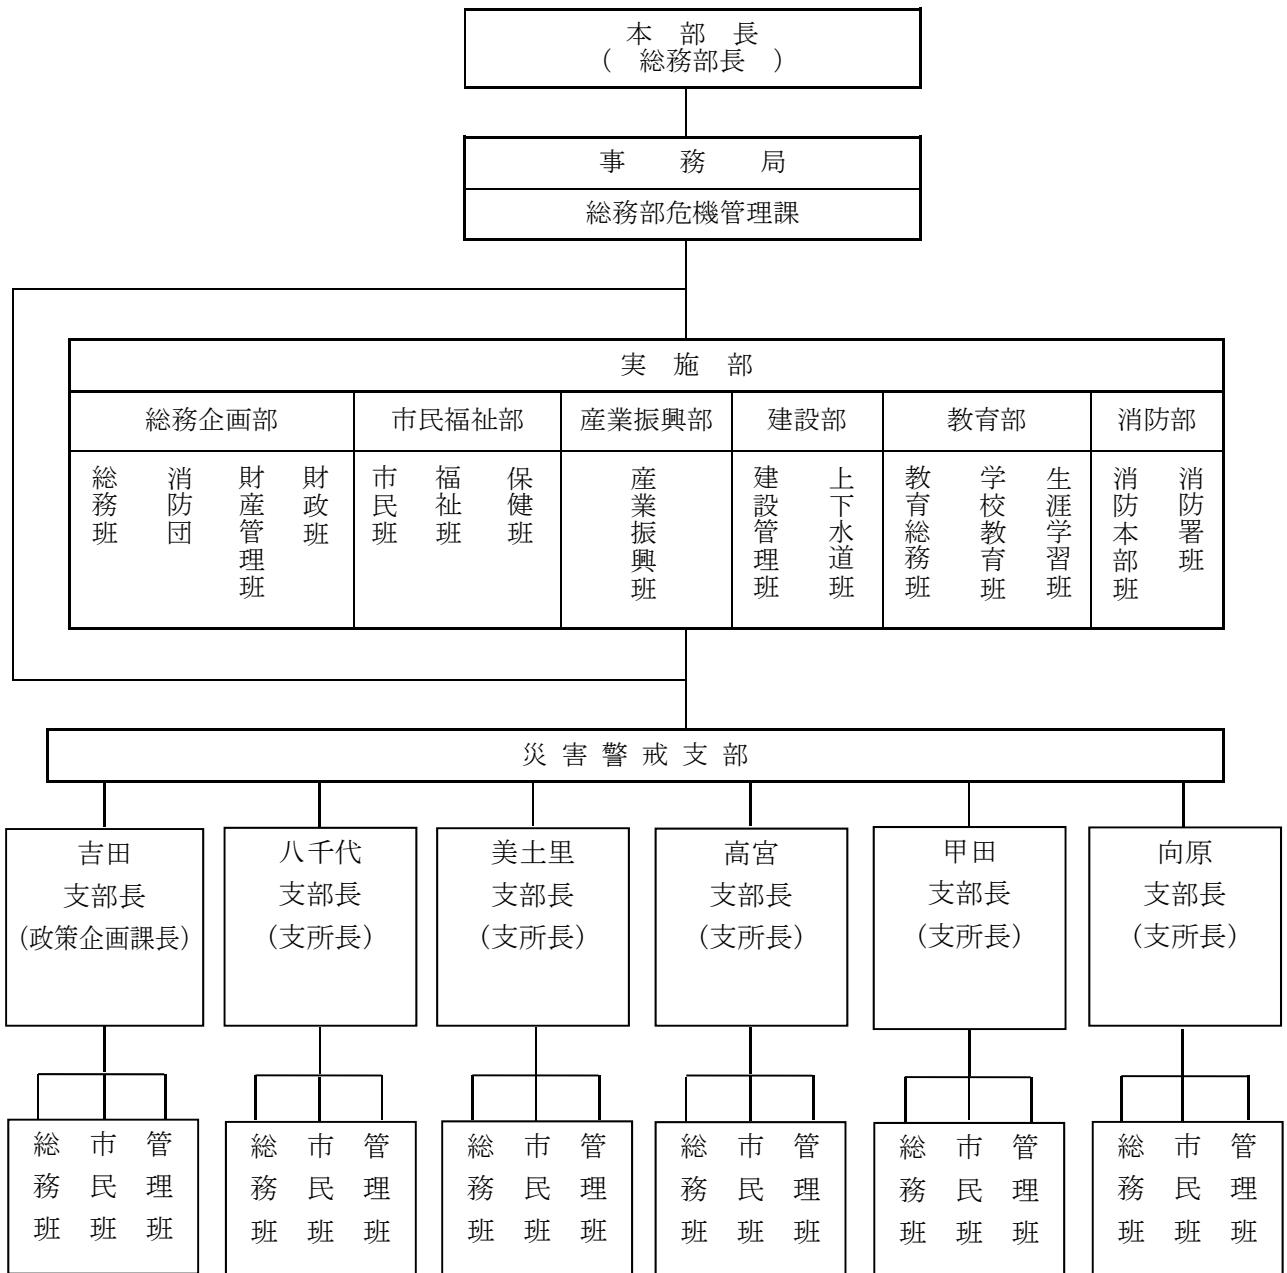 本部長
(総務部長)
事務局
総務部危機管理課
実施部
総務企画部
市民福祉部
産業振興部
建設部
教育部
消防部
総務班
消防団
財産管理班
財政班
市民班
福祉班
保健班
産業振興班
建設管理班
上下水道班
教育総務班
学校教育班
生涯学習班
消防本部班
消防署班
災害警戒支部
吉田
支部長
(政策企画課長)
八千代
支部長
(支所長)
美土里
支部長
(支所長)
高宮
支部長
(支所長)
甲田
支部長
(支所長)
向原
支部長
(支所長)
総務班
市民班
管理班
総務班
市民班
管理班
総務班
市民班
管理班
総務班
市民班
管理班
総務班
市民班
管理班
総務班
市民班
管理班